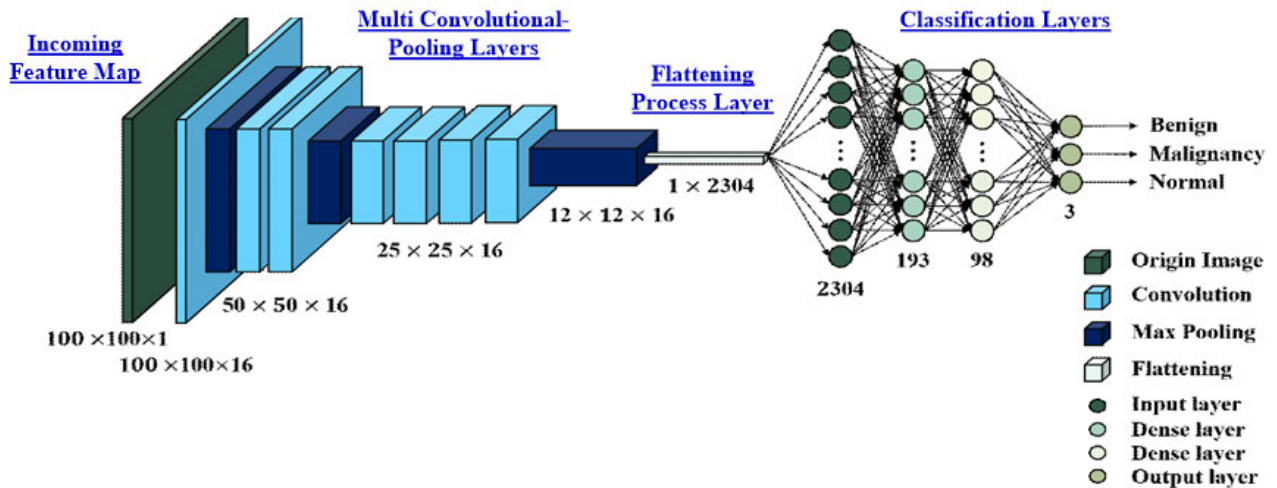 Incoming
Feature Map
Multi Convolutional-
Pooling Layers
Flattening
Process Layer
Classification Layers
100 ×100×1
100 ×100×16
50 × 50 × 16
25 × 25 × 16
12 × 12 × 16
1 × 2304
2304
193
98
3
Benign
Malignancy
Normal
Origin Image
Convolution
Max Pooling
Flattening
Input layer
Dense layer
Dense layer
Output layer